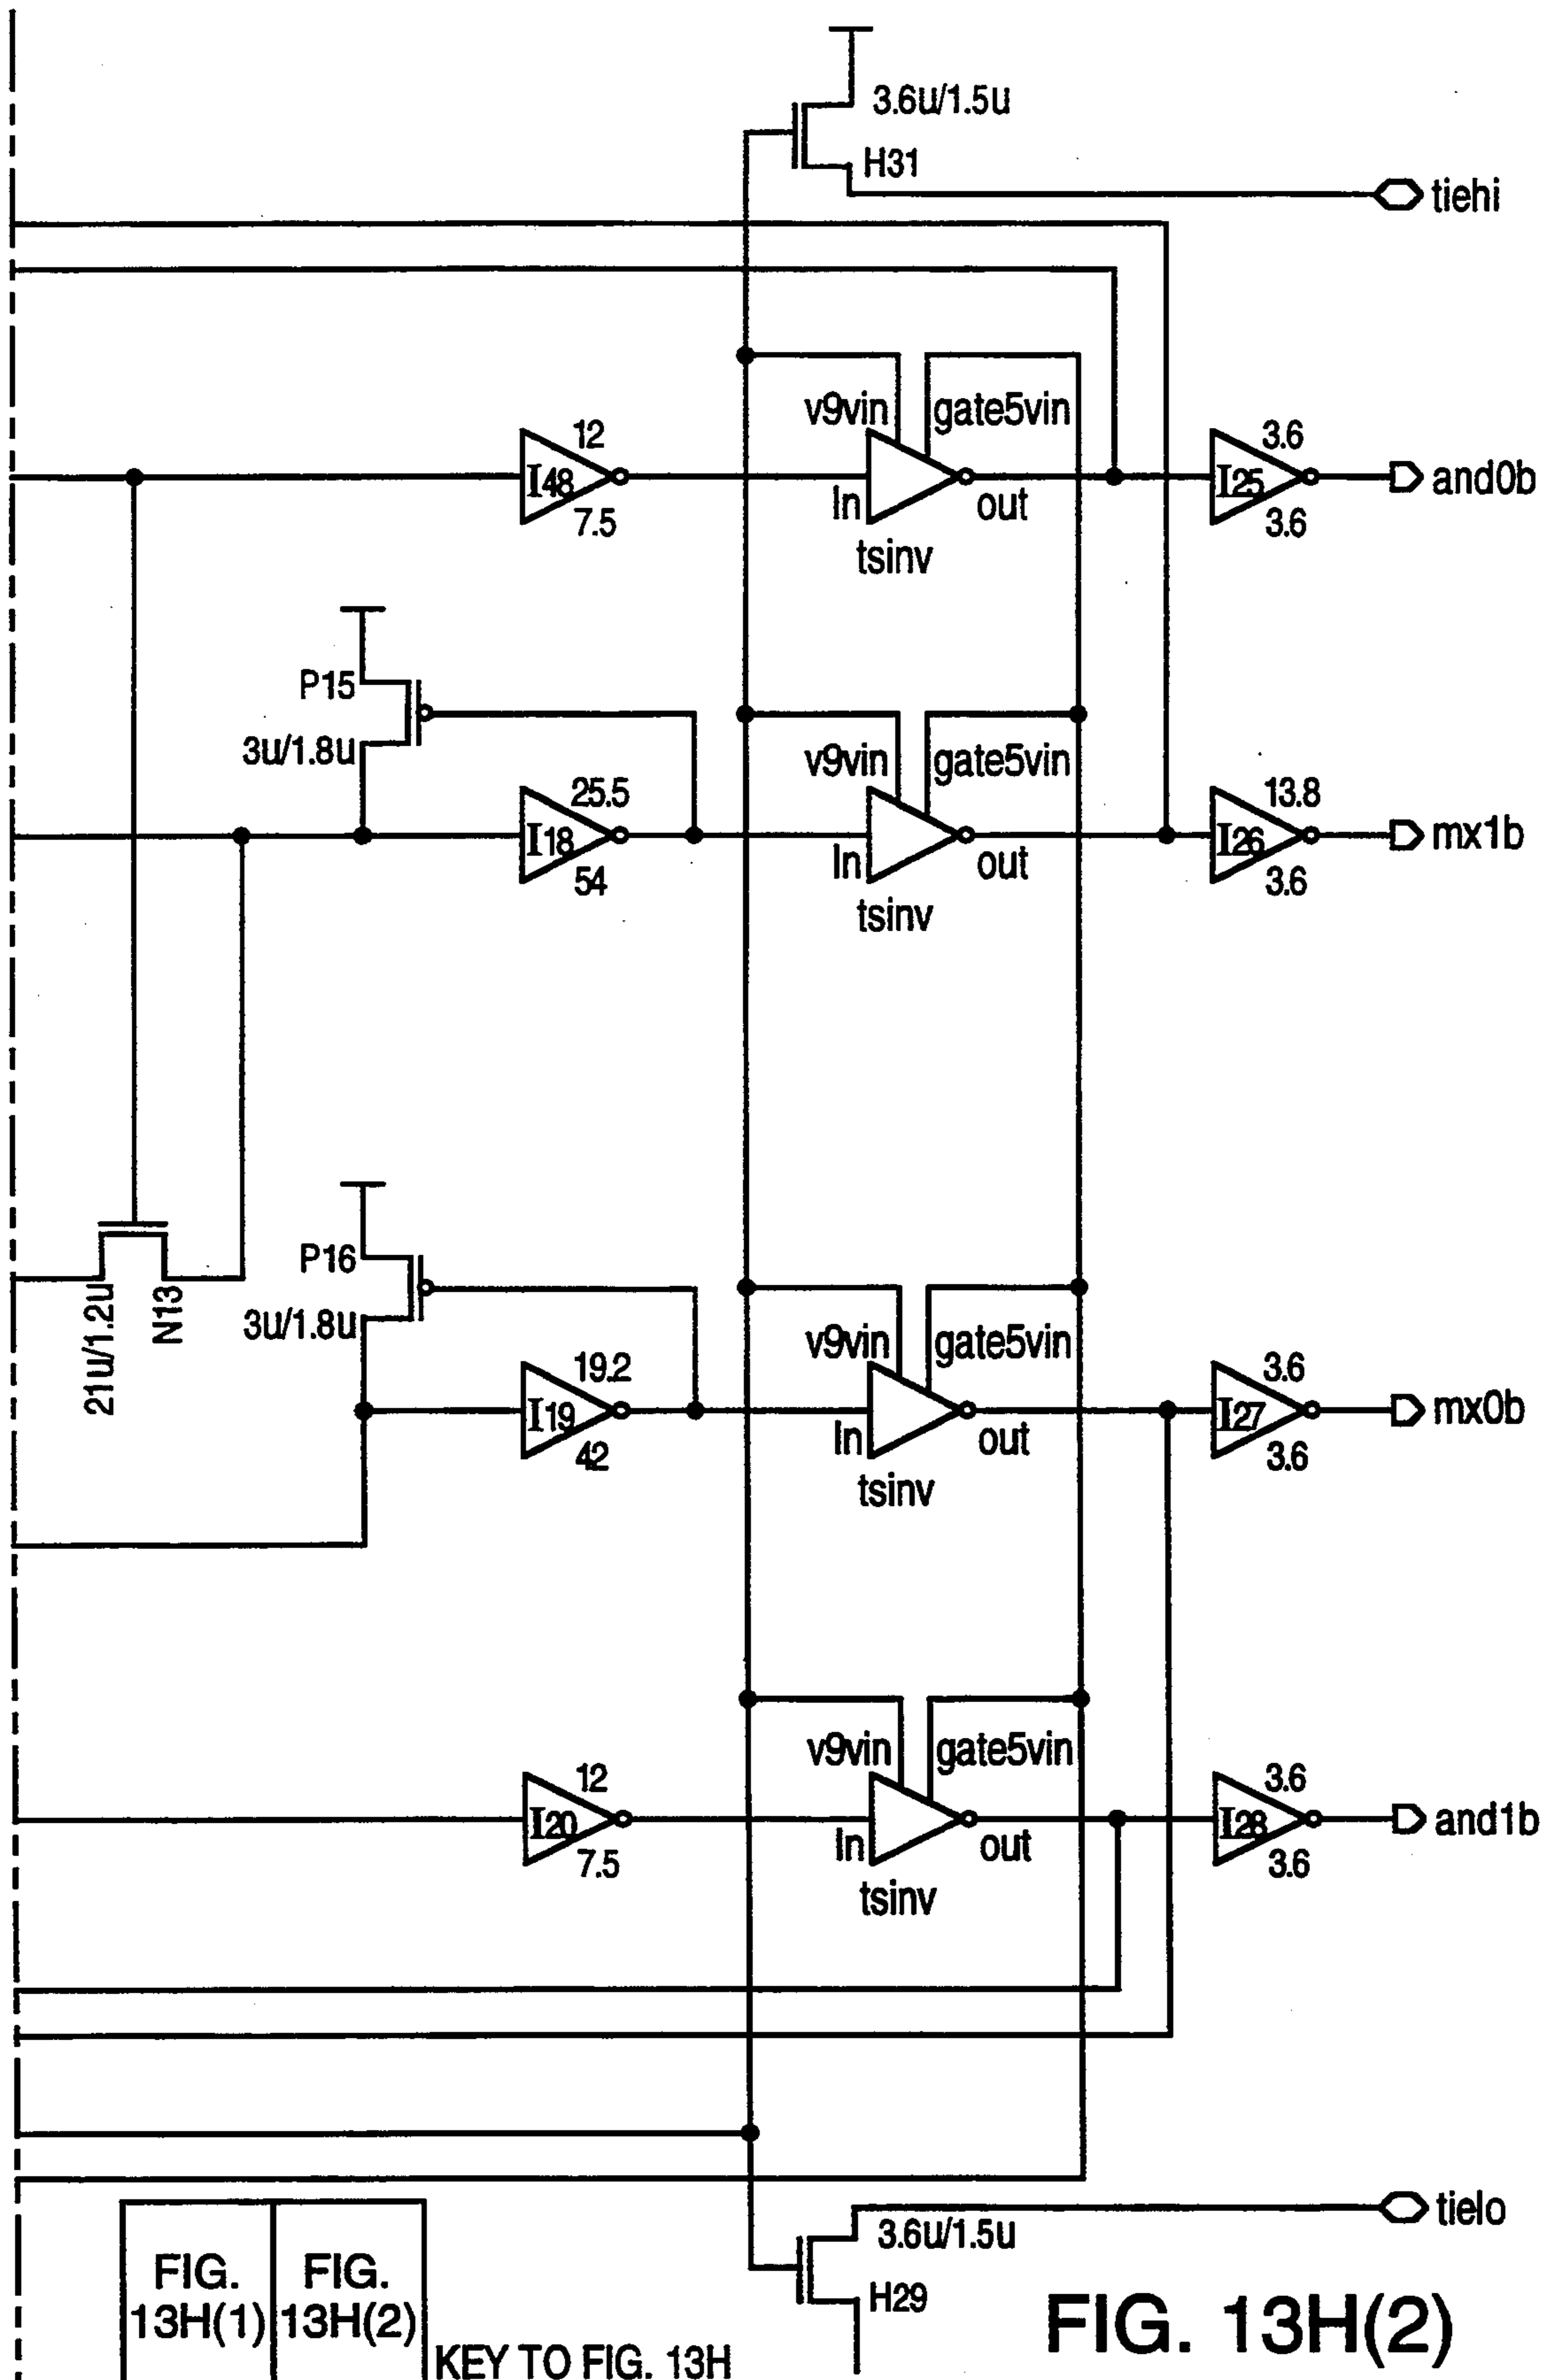 3.6u/1.5u
H31
tiehi
v9vin
gate5vin
12
I48
7.5
In
out
tsinv
3.6
I25
3.6
and0b
P15
3u/1.8u
v9vin
gate5vin
25.5
I18
54
In
out
tsinv
13.8
I26
3.6
mx1b
21u/1.2u
N13
P16
3u/1.8u
v9vin
gate5vin
19.2
I19
42
In
out
tsinv
3.6
I27
3.6
mx0b
v9vin
gate5vin
12
I20
7.5
In
out
tsinv
3.6
I28
3.6
and1b
tielo
3.6u/1.5u
H29
FIG.
13H(1)
FIG.
13H(2)
KEY TO FIG. 13H
FIG. 13H(2)